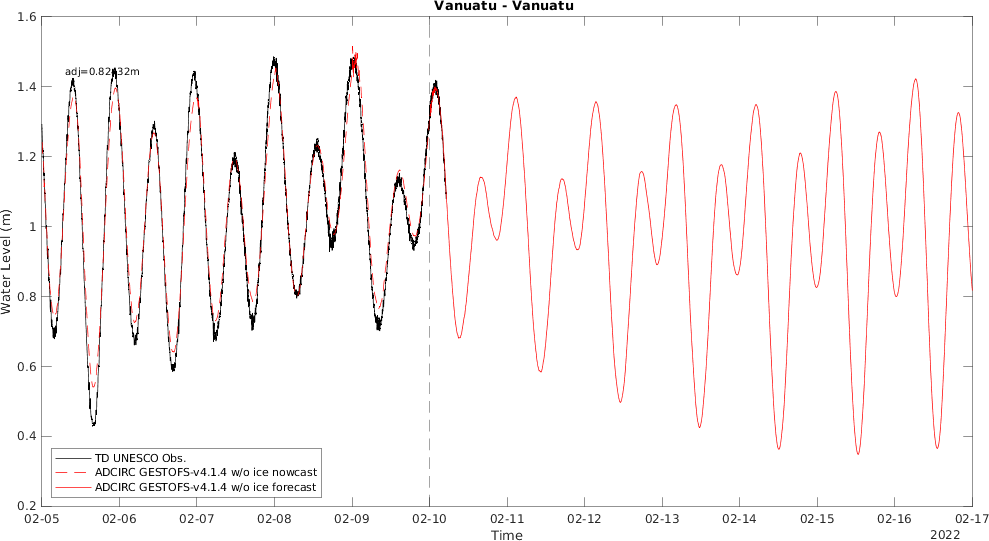 Vanuatu - Vanuatu
1.6
1.4
1.2
1
0.8
0.6
0.4
0.2
Water Level (m)
TD UNESCO Obs.
ADCIRC GESTOFS-v4.1.4 w/o ice nowcast
ADCIRC GESTOFS-v4.1.4 w/o ice forecast
02-05 02-06 02-07 02-08 02-09 02-10 02-11 02-12 02-13 02-14 02-15 02-16 02-17
Time
2022